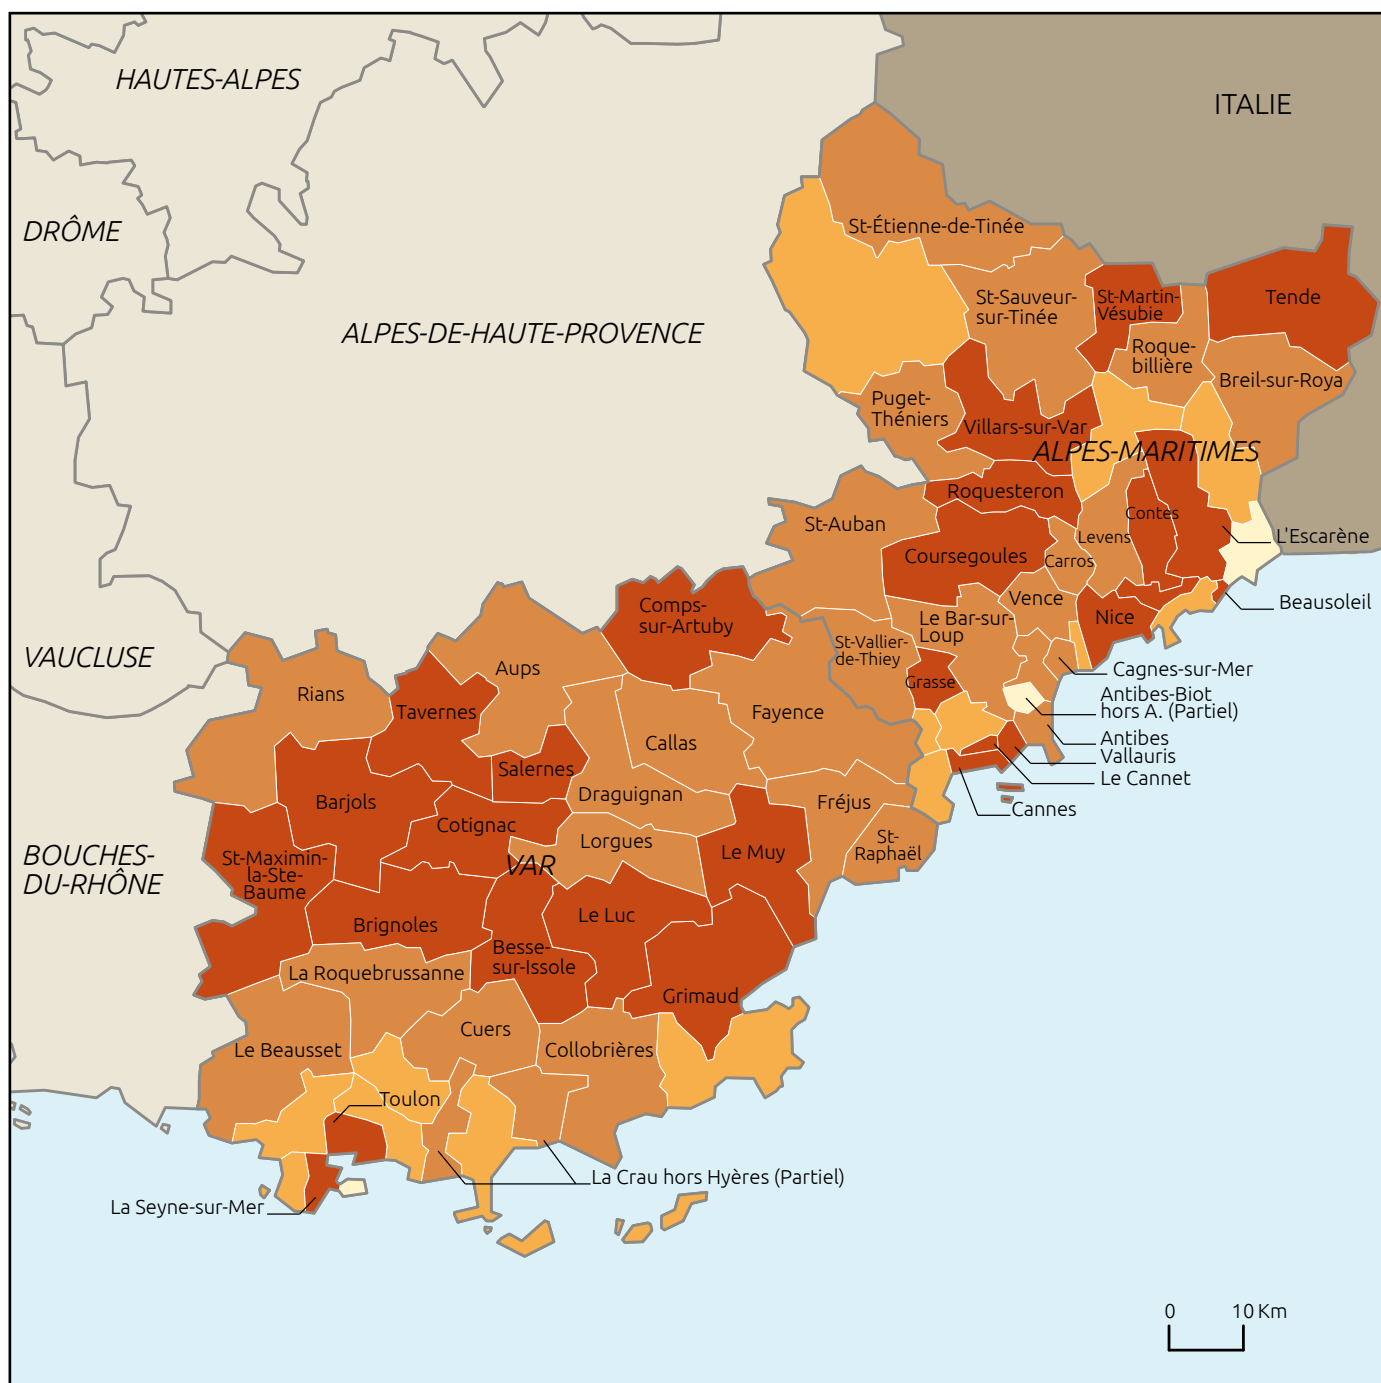 HAUTES-ALPES
ITALIE
DRÔME
St-Étienne-de-Tinée
ALPES-DE-HAUTE-PROVENCE
St-Sauveur-
sur-Tinée
St-Martin-
Vésubie
Tende
Roque-
billière
Breil-sur-Roya
Puget-
Théniers
Villars-sur-Var
ALPES-MARITIMES
Roquesteron
St-Auban
Contes
Levens
L'Escarène
Coursegoules
Carros
Vence
Beausoleil
Comps-
sur-Artuby
Le Bar-sur-
Loup
Nice
VAUCLUSE
St-Vallier-
de-Thiey
Aups
Cagnes-sur-Mer
Rians
Grasse
Antibes-Biot
hors A. (Partiel)
Tavernes
Fayence
Callas
Antibes
Vallauris
Salernes
Le Cannet
Draguignan
Barjols
Fréjus
Cannes
Cotignac
Lorgues
St-
Raphaël
BOUCHES-
DU-RHÔNE
St-Maximin-
la-Ste-
Baume
VAR
Le Muy
Brignoles
Le Luc
Besse-
sur-Issole
La Roquebrussanne
Grimaud
Cuers
Le Beausset
Collobrières
Toulon
La Crau hors Hyères (Partiel)
La Seyne-sur-Mer
0 10 Km